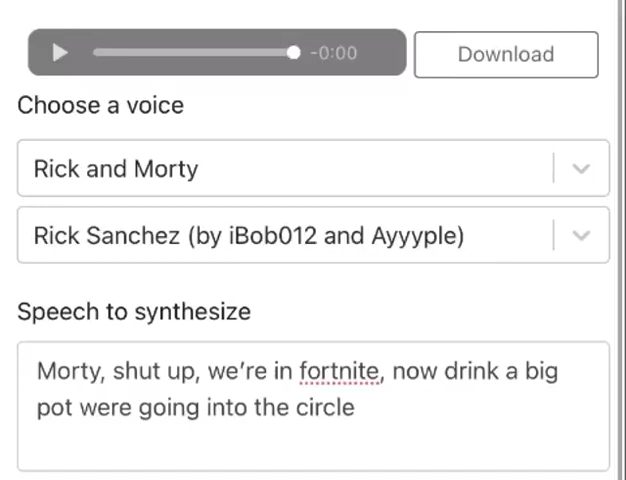 -0:00
Download
Choose a voice
Rick and Morty
Rick Sanchez (by iBob012 and Ayyyple)
Speech to synthesize
Morty, shut up, we’re in fortnite, now drink a big
pot were going into the circle